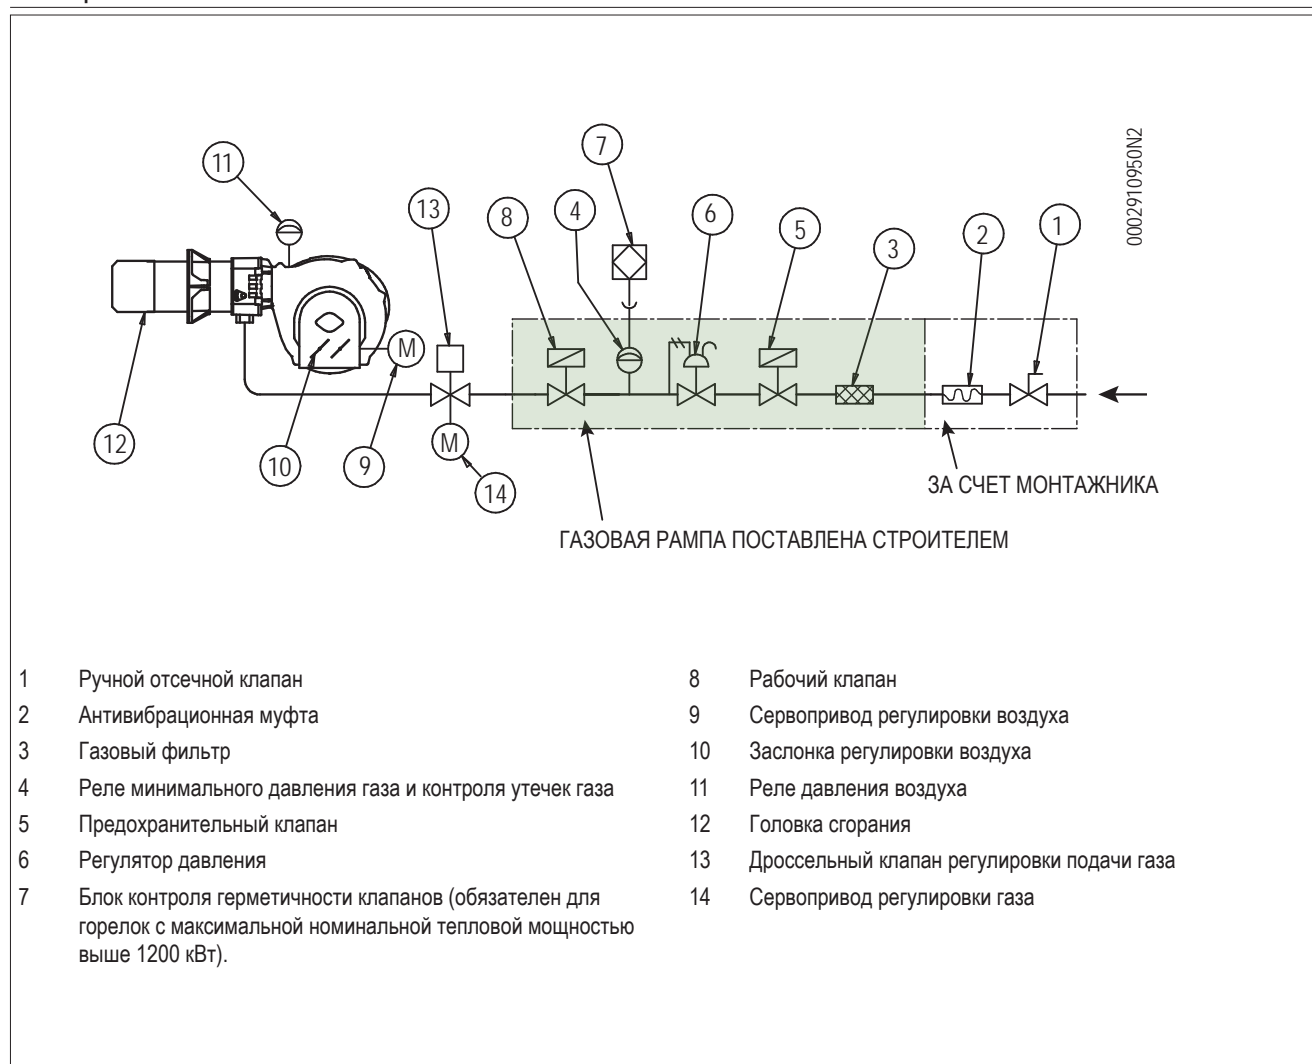 11
7
13
8
4
6
5
3
2
1
0002910950N2
M
12
10
9
M
14
ЗА СЧЕТ МОНТАЖНИКА
ГАЗОВАЯ РАМПА ПОСТАВЛЕНА СТРОИТЕЛЕМ
1 Ручной отсечной клапан
2 Антивибрационная муфта
3 Газовый фильтр
4 Реле минимального давления газа и контроля утечек газа
5 Предохранительный клапан
6 Регулятор давления
7 Блок контроля герметичности клапанов (обязателен для
горелок с максимальной номинальной тепловой мощностью
выше 1200 кВт).
8 Рабочий клапан
9 Сервопривод регулировки воздуха
10 Заслонка регулировки воздуха
11 Реле давления воздуха
12 Головка сгорания
13 Дроссельный клапан регулировки подачи газа
14 Сервопривод регулировки газа